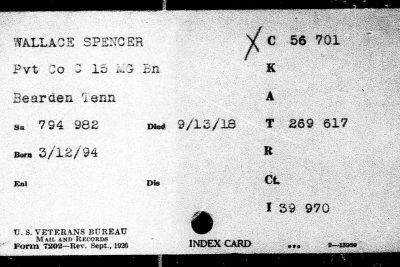 WALLACE SPENCER
X C 56 701
Pvt Co C 15 MG Bn
K
Bearden Tenn
A
Sn 794 982 Died 9/13/18
T 269 617
Born 3/12/94
R
Enl Dis
Ct.
I 39 970
U. S. VETERANS BUREAU
MAIL AND RECORDS
Form 7202—Rev. Sept., 1926
INDEX CARD